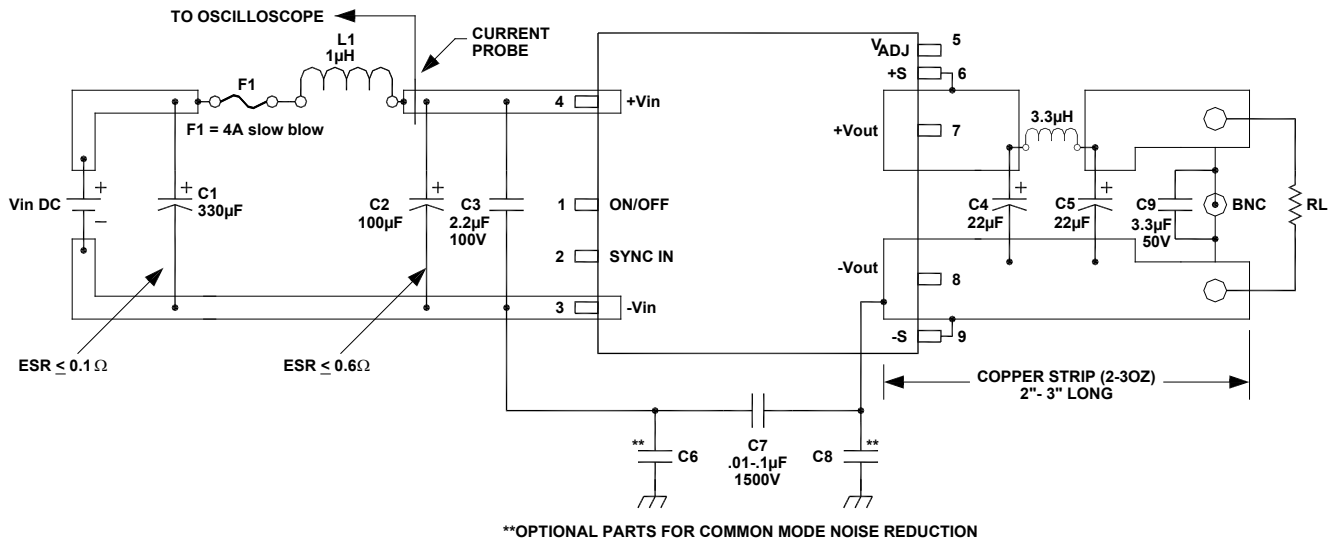 TO OSCILLOSCOPE
CURRENT
PROBE
L1
1µH
F1
F1 = 4A slow blow
Vin DC
+
−
C1
330µF
+
C2
100µF
+
C3
2.2µF
100V
4
+Vin
1
ON/OFF
2
SYNC IN
3
-Vin
VADJ
5
+S
6
+Vout
7
-Vout
8
-S
9
3.3µH
C4
22µF
+
C5
22µF
+
C9
3.3µF
50V
BNC
RL
ESR ≤ 0.1 Ω
ESR ≤ 0.6Ω
COPPER STRIP (2-3OZ)
2"- 3" LONG
**
C6
C7
.01-.1µF
1500V
C8
**
**OPTIONAL PARTS FOR COMMON MODE NOISE REDUCTION